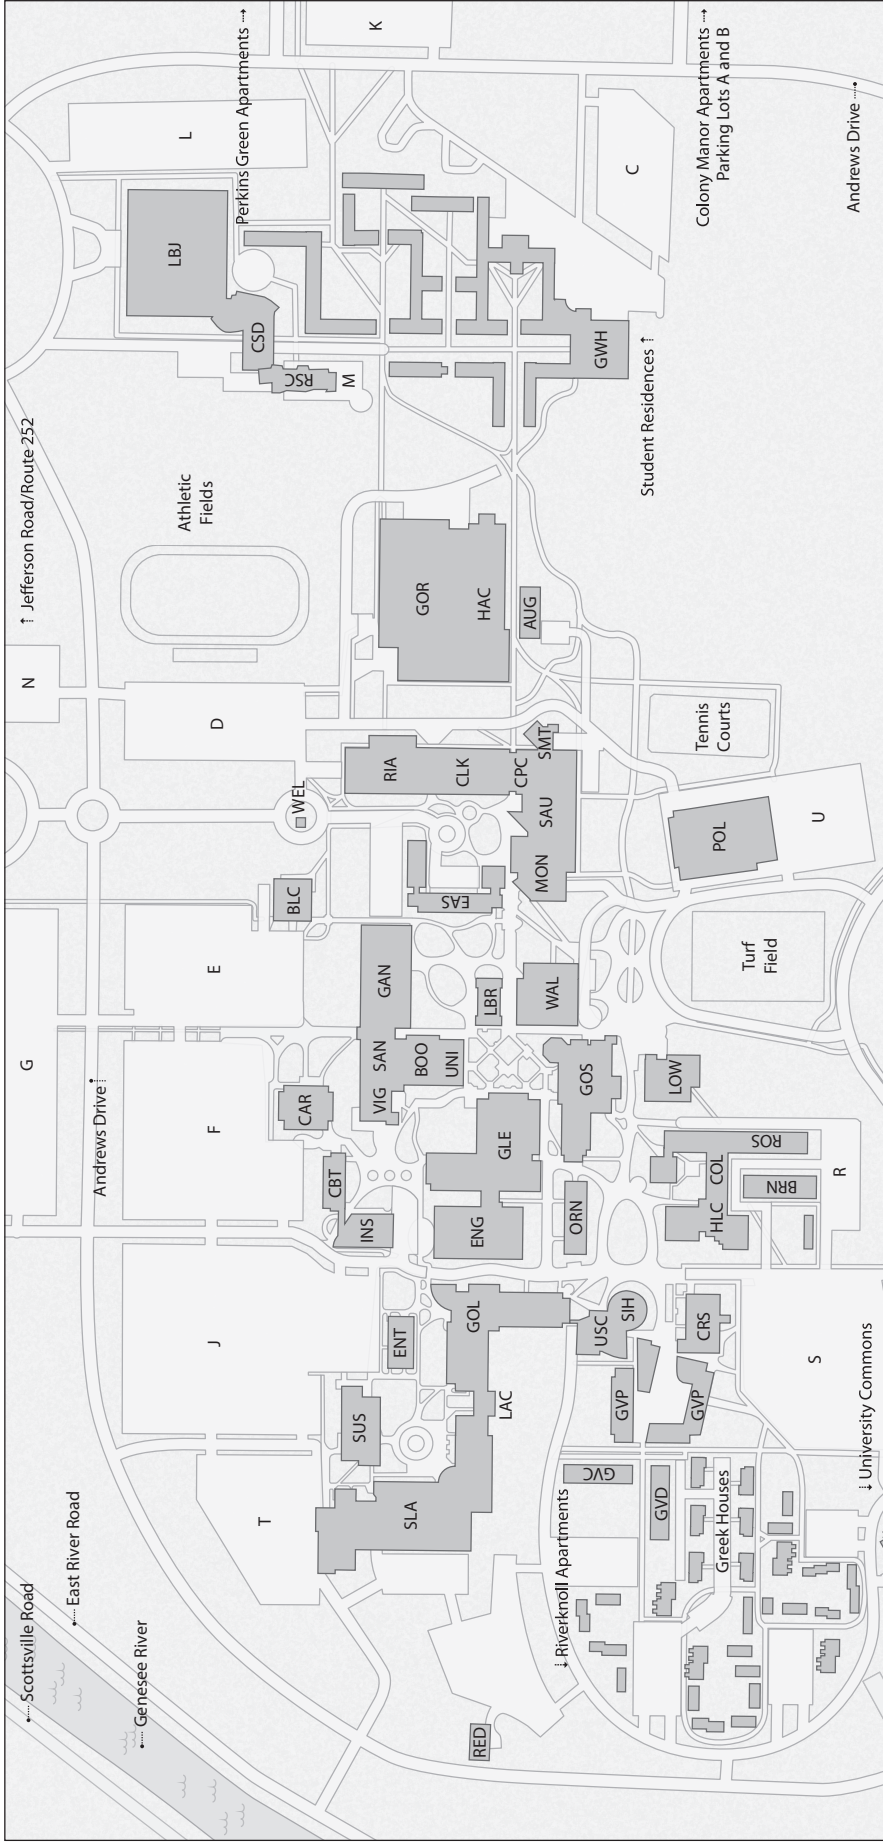 K
Perkins Green Apartments →
Colony Manor Apartments →
Parking Lots A and B
Andrews Drive
L
C
LBJ
CSD
RSC
M
GWH
Student Residences ↑
↑ Jefferson Road/Route 252
Athletic
Fields
GOR
HAC
AUG
N
D
Tennis
Courts
RIA
CLK
CPC
SMT
WEL
SAU
MON
POL
U
BLC
EAS
E
GAN
LBR
WAL
Turf
Field
G
SAN
BOO
UNI
VIG
GOS
LOW
Andrews Drive
F
CAR
GLE
ROS
COL
CBT
INS
ENG
ORN
HLC
BRN
R
J
ENT
GOL
USC
SIH
CRS
S
SUS
LAC
GVP
GVP
T
SLA
GVC
GVD
Greek Houses
↓ University Commons
↓ Riverknoll Apartments
Scottsville Road
East River Road
Genesee River
RED